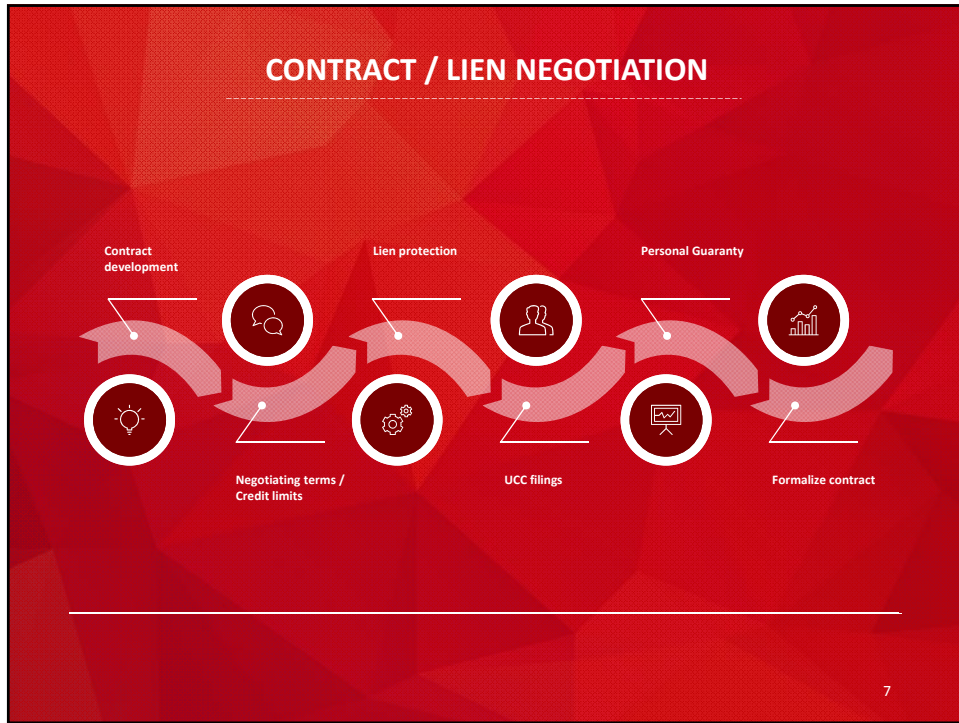 CONTRACT / LIEN NEGOTIATION
Contract
development
Lien protection
Personal Guaranty
Negotiating terms /
Credit limits
UCC filings
Formalize contract
7